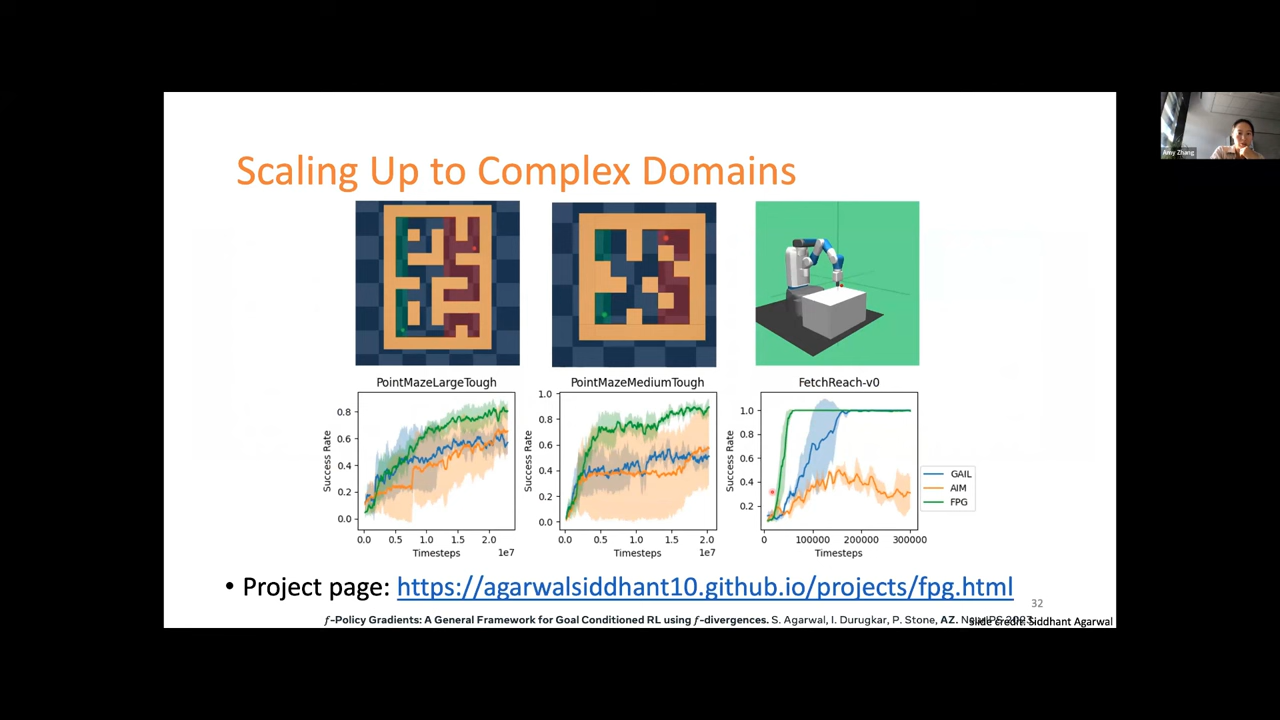 Amy Zhang
Scaling Up to Complex Domains
PointMazeLargeTough
PointMazeMediumTough
FetchReach-v0
Success Rate
0.8
0.6
0.4
0.2
0.0
0.0 0.5 1.0 1.5 2.0
Timesteps
1e7
Success Rate
1.0
0.8
0.6
0.4
0.2
0.0
0.0 0.5 1.0 1.5 2.0
Timesteps
1e7
Success Rate
1.0
0.8
0.6
0.4
0.2
0 100000 200000 300000
Timesteps
GAIL
AIM
FPG
• Project page: https://agarwalsiddhant10.github.io/projects/fpg.html
32
f-Policy Gradients: A General Framework for Goal Conditioned RL using f-divergences. S. Agarwal, I. Durugkar, P. Stone, AZ.
slide credit: Siddhant Agarwal